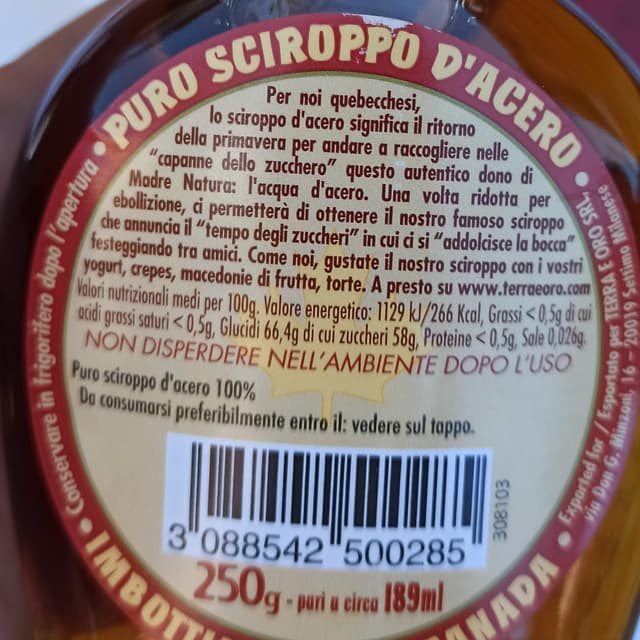 PURO SCIROPPO D'ACERO
Per noi quebecchesi,
lo sciroppo d'acero significa il ritorno
della primavera per andare a raccogliere nelle
"capanne dello zucchero" questo autentico dono di
Madre Natura: l'acqua d'acero. Una volta ridotta per
ebollizione, ci permetterà di ottenere il nostro famoso sciroppo
che annuncia il "tempo degli zuccheri" in cui ci si "addolcisce la bocca"
festeggiando tra amici. Come noi, gustate il nostro sciroppo con i vostri
yogurt, crepes, macedonie di frutta, torte. A presto su www.terraeoro.com
Valori nutrizionali medi per 100g: Valore energetico: 1129 kJ/266 Kcal, Grassi < 0,5g di cui
acidi grassi saturi < 0,5g, Glucidi 66,4g di cui zuccheri 58g, Proteine < 0,5g, Sale 0,026g.
NON DISPERDERE NELL'AMBIENTE DOPO L'USO
Puro sciroppo d'acero 100%
Da consumarsi preferibilmente entro il: vedere sul tappo.
3 088542 500285
308103
250g - pari a circa 189ml
Conservare in frigorifero dopo l'apertura
Exported for / Esportato per TERRA E ORO SRL,
via Don G. Minzoni, 16 - 20019 Settimo Milanese